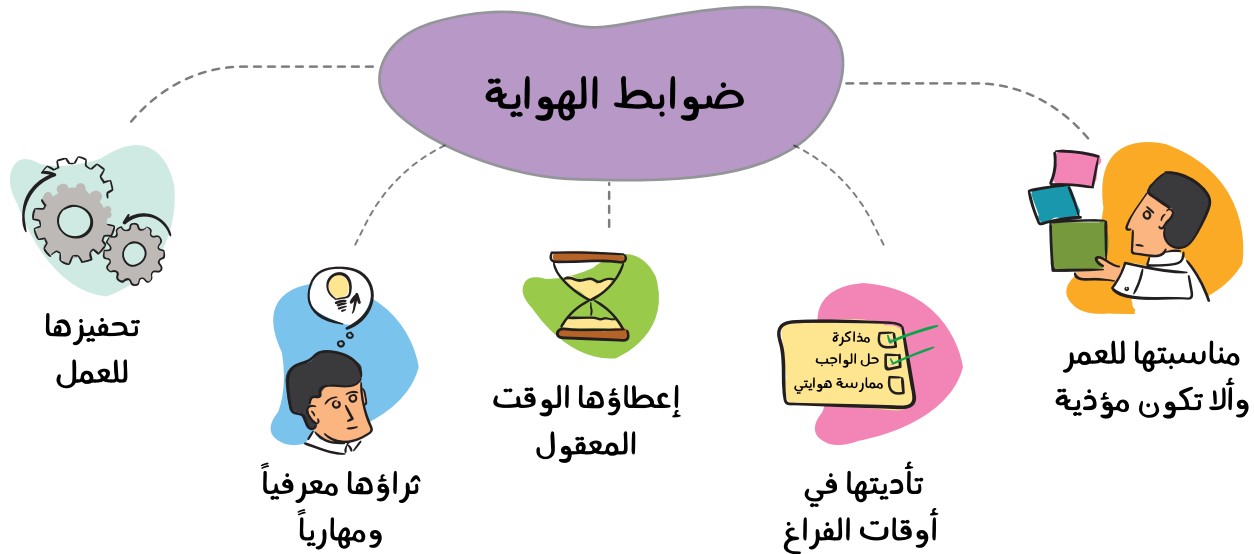 ضوابط الهواية
مناسبتها للعمر
وألا تكون مؤذية
مذاكرة
حل الواجب
ممارسة هوايتي
تأديتها في
أوقات الفراغ
إعطاؤها الوقت
المعقول
ثراؤها معرفياً
ومهارياً
تحفيزها
للعمل